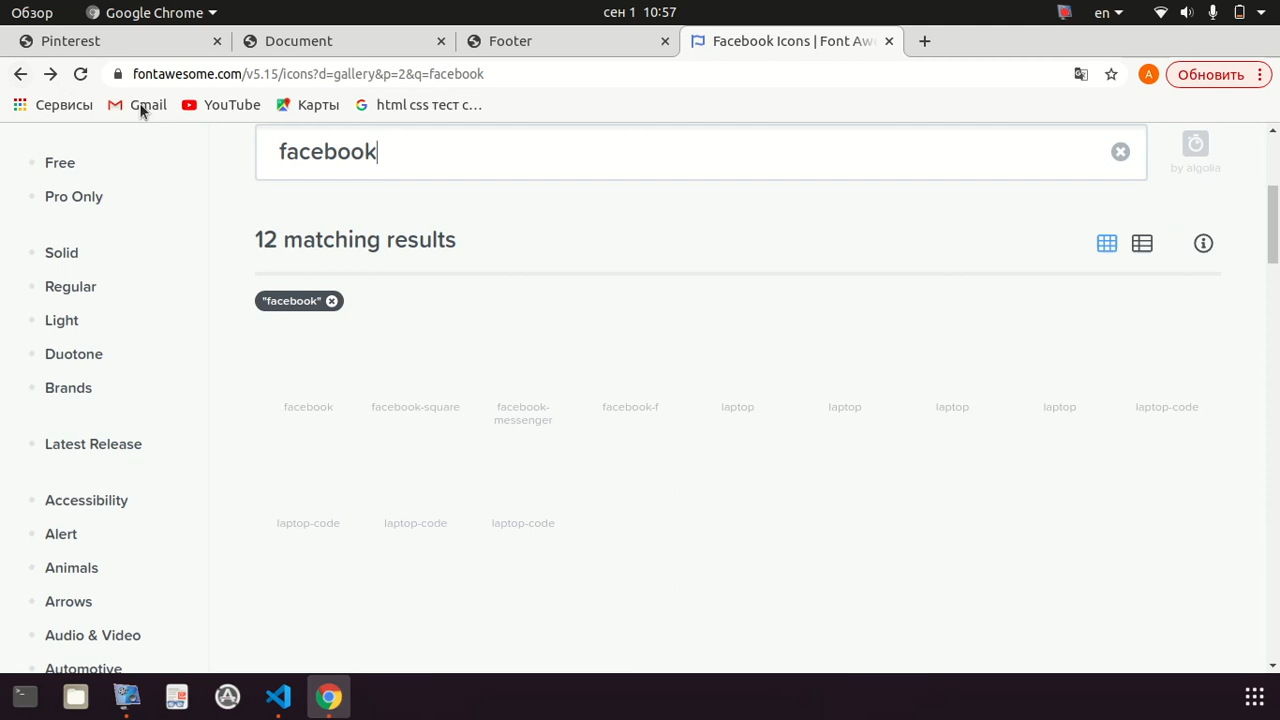 Обзор Google Chrome сен 1 10:57 en
Pinterest Document Footer Facebook Icons | Font Awe
fontawesome.com/v5.15/icons?d=gallery&p=2&q=facebook A Обновить
Сервисы Gmail YouTube Карты html css тест с…
facebook
by algolia
Free
Pro Only
Solid
Regular
Light
Duotone
Brands
Latest Release
Accessibility
Alert
Animals
Arrows
Audio & Video
Automotive
12 matching results
"facebook"
facebook facebook-square facebook- facebook-f laptop laptop laptop laptop laptop-code
messenger
laptop-code laptop-code laptop-code